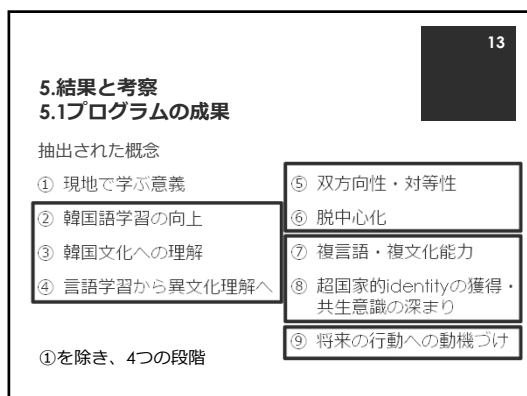 13
5.結果と考察
5.1プログラムの成果
抽出された概念
① 現地で学ぶ意義
② 韓国語学習の向上
③ 韓国文化への理解
④ 言語学習から異文化理解へ
⑤ 双方向性・対等性
⑥ 脱中心化
⑦ 複言語・複文化能力
⑧ 超国家的identityの獲得・
共生意識の深まり
⑨ 将来の行動への動機づけ
①を除き、4つの段階